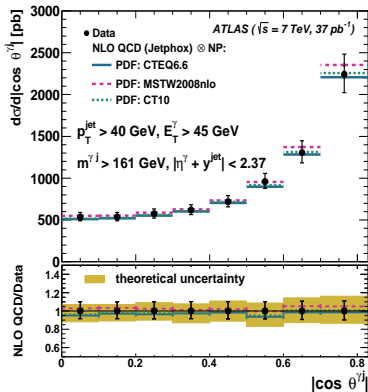 dσ/d|cos θ^γj| [pb]
3000
2500
2000
1500
1000
500
0
ATLAS (√s = 7 TeV, 37 pb⁻¹)
Data
NLO QCD (Jetphox) ⊗ NP:
PDF: CTEQ6.6
PDF: MSTW2008nlo
PDF: CT10
p_T^jet > 40 GeV, E_T^γ > 45 GeV
m^γj > 161 GeV, |η^γ + y^jet| < 2.37
NLO QCD/Data
1.4
1.2
1.0
0.8
0.6
theoretical uncertainty
0 0.2 0.4 0.6 0.8
|cos θ^γj|